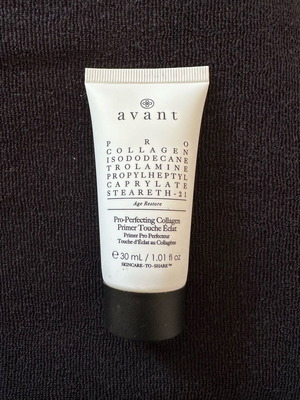 avant
P R O
COLLAGEN
ISODODECANE
TROLAMINE
PROPYLHEPTYL
CAPRYLATE
STEARETH-21
Age Restore
Pro-Perfecting Collagen
Primer Touche Éclat
Primer Pro Perfecteur
Touche d'Éclat au Collagène
℮ 30 mL / 1.01 fl oz
SKINCARE-TO-SHARE™